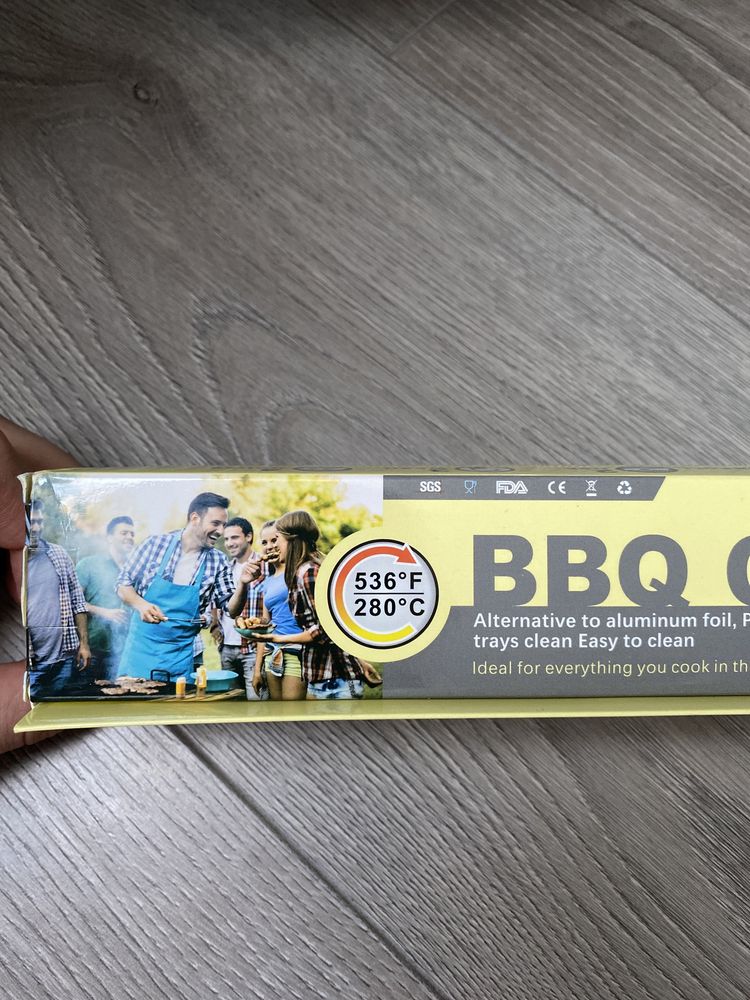 SGS FDA CE
BBQ
536°F
280°C
Alternative to aluminum foil, P
trays clean Easy to clean
Ideal for everything you cook in th